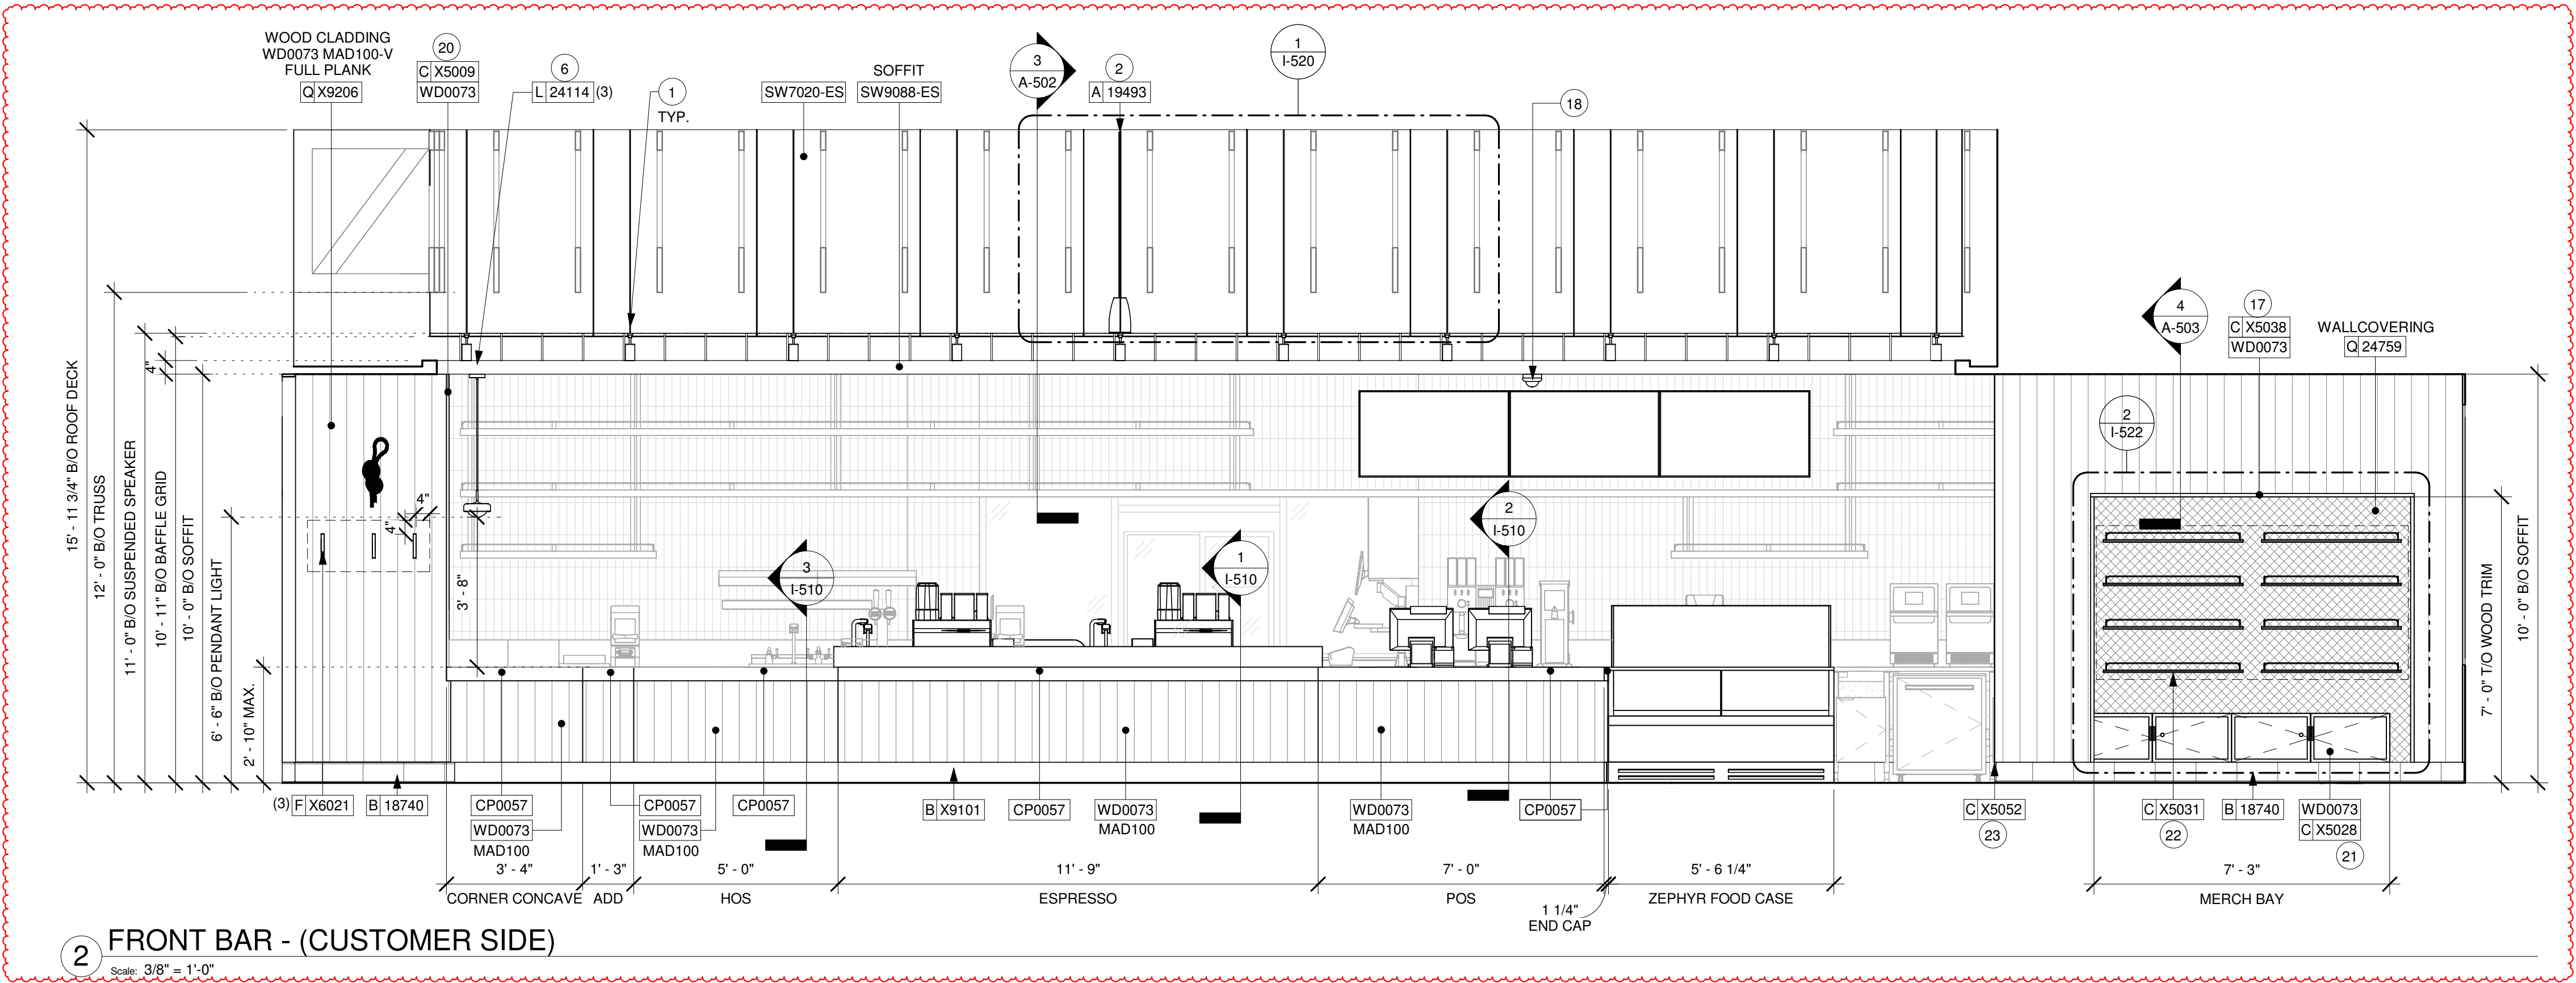 WOOD CLADDING
WD0073 MAD100-V
FULL PLANK
Q X9206
20
C X5009
WD0073
6
L 24114 (3)
1
TYP.
SW7020-ES
SOFFIT
SW9088-ES
3
A-502
2
A 19493
1
I-520
18
4
A-503
17
C X5038
WD0073
WALLCOVERING
Q 24759
2
I-522
15' - 11 3/4" B/O ROOF DECK
12' - 0" B/O TRUSS
11' - 0" B/O SUSPENDED SPEAKER
4"
10' - 11" B/O BAFFLE GRID
10' - 0" B/O SOFFIT
6' - 6" B/O PENDANT LIGHT
2' - 10" MAX.
4"
4"
3' - 8"
3
I-510
1
I-510
2
I-510
7' - 0" T/O WOOD TRIM
10' - 0" B/O SOFFIT
(3) F X6021
B 18740
CP0057
WD0073
MAD100
CP0057
WD0073
MAD100
CP0057
B X9101
CP0057
WD0073
MAD100
WD0073
MAD100
CP0057
C X5052
23
C X5031
22
B 18740
WD0073
C X5028
21
3' - 4"
1' - 3"
5' - 0"
11' - 9"
7' - 0"
5' - 6 1/4"
7' - 3"
CORNER CONCAVE
ADD
HOS
ESPRESSO
POS
1 1/4"
END CAP
ZEPHYR FOOD CASE
MERCH BAY
2
FRONT BAR - (CUSTOMER SIDE)
Scale: 3/8" = 1'-0"